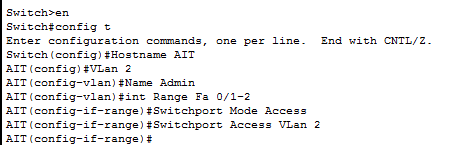 Switch>en
Switch#config t
Enter configuration commands, one per line.  End with CNTL/Z.
Switch(config)#Hostname AIT
AIT(config)#VLan 2
AIT(config-vlan)#Name Admin
AIT(config-vlan)#int Range Fa 0/1-2
AIT(config-if-range)#Switchport Mode Access
AIT(config-if-range)#Switchport Access VLan 2
AIT(config-if-range)#